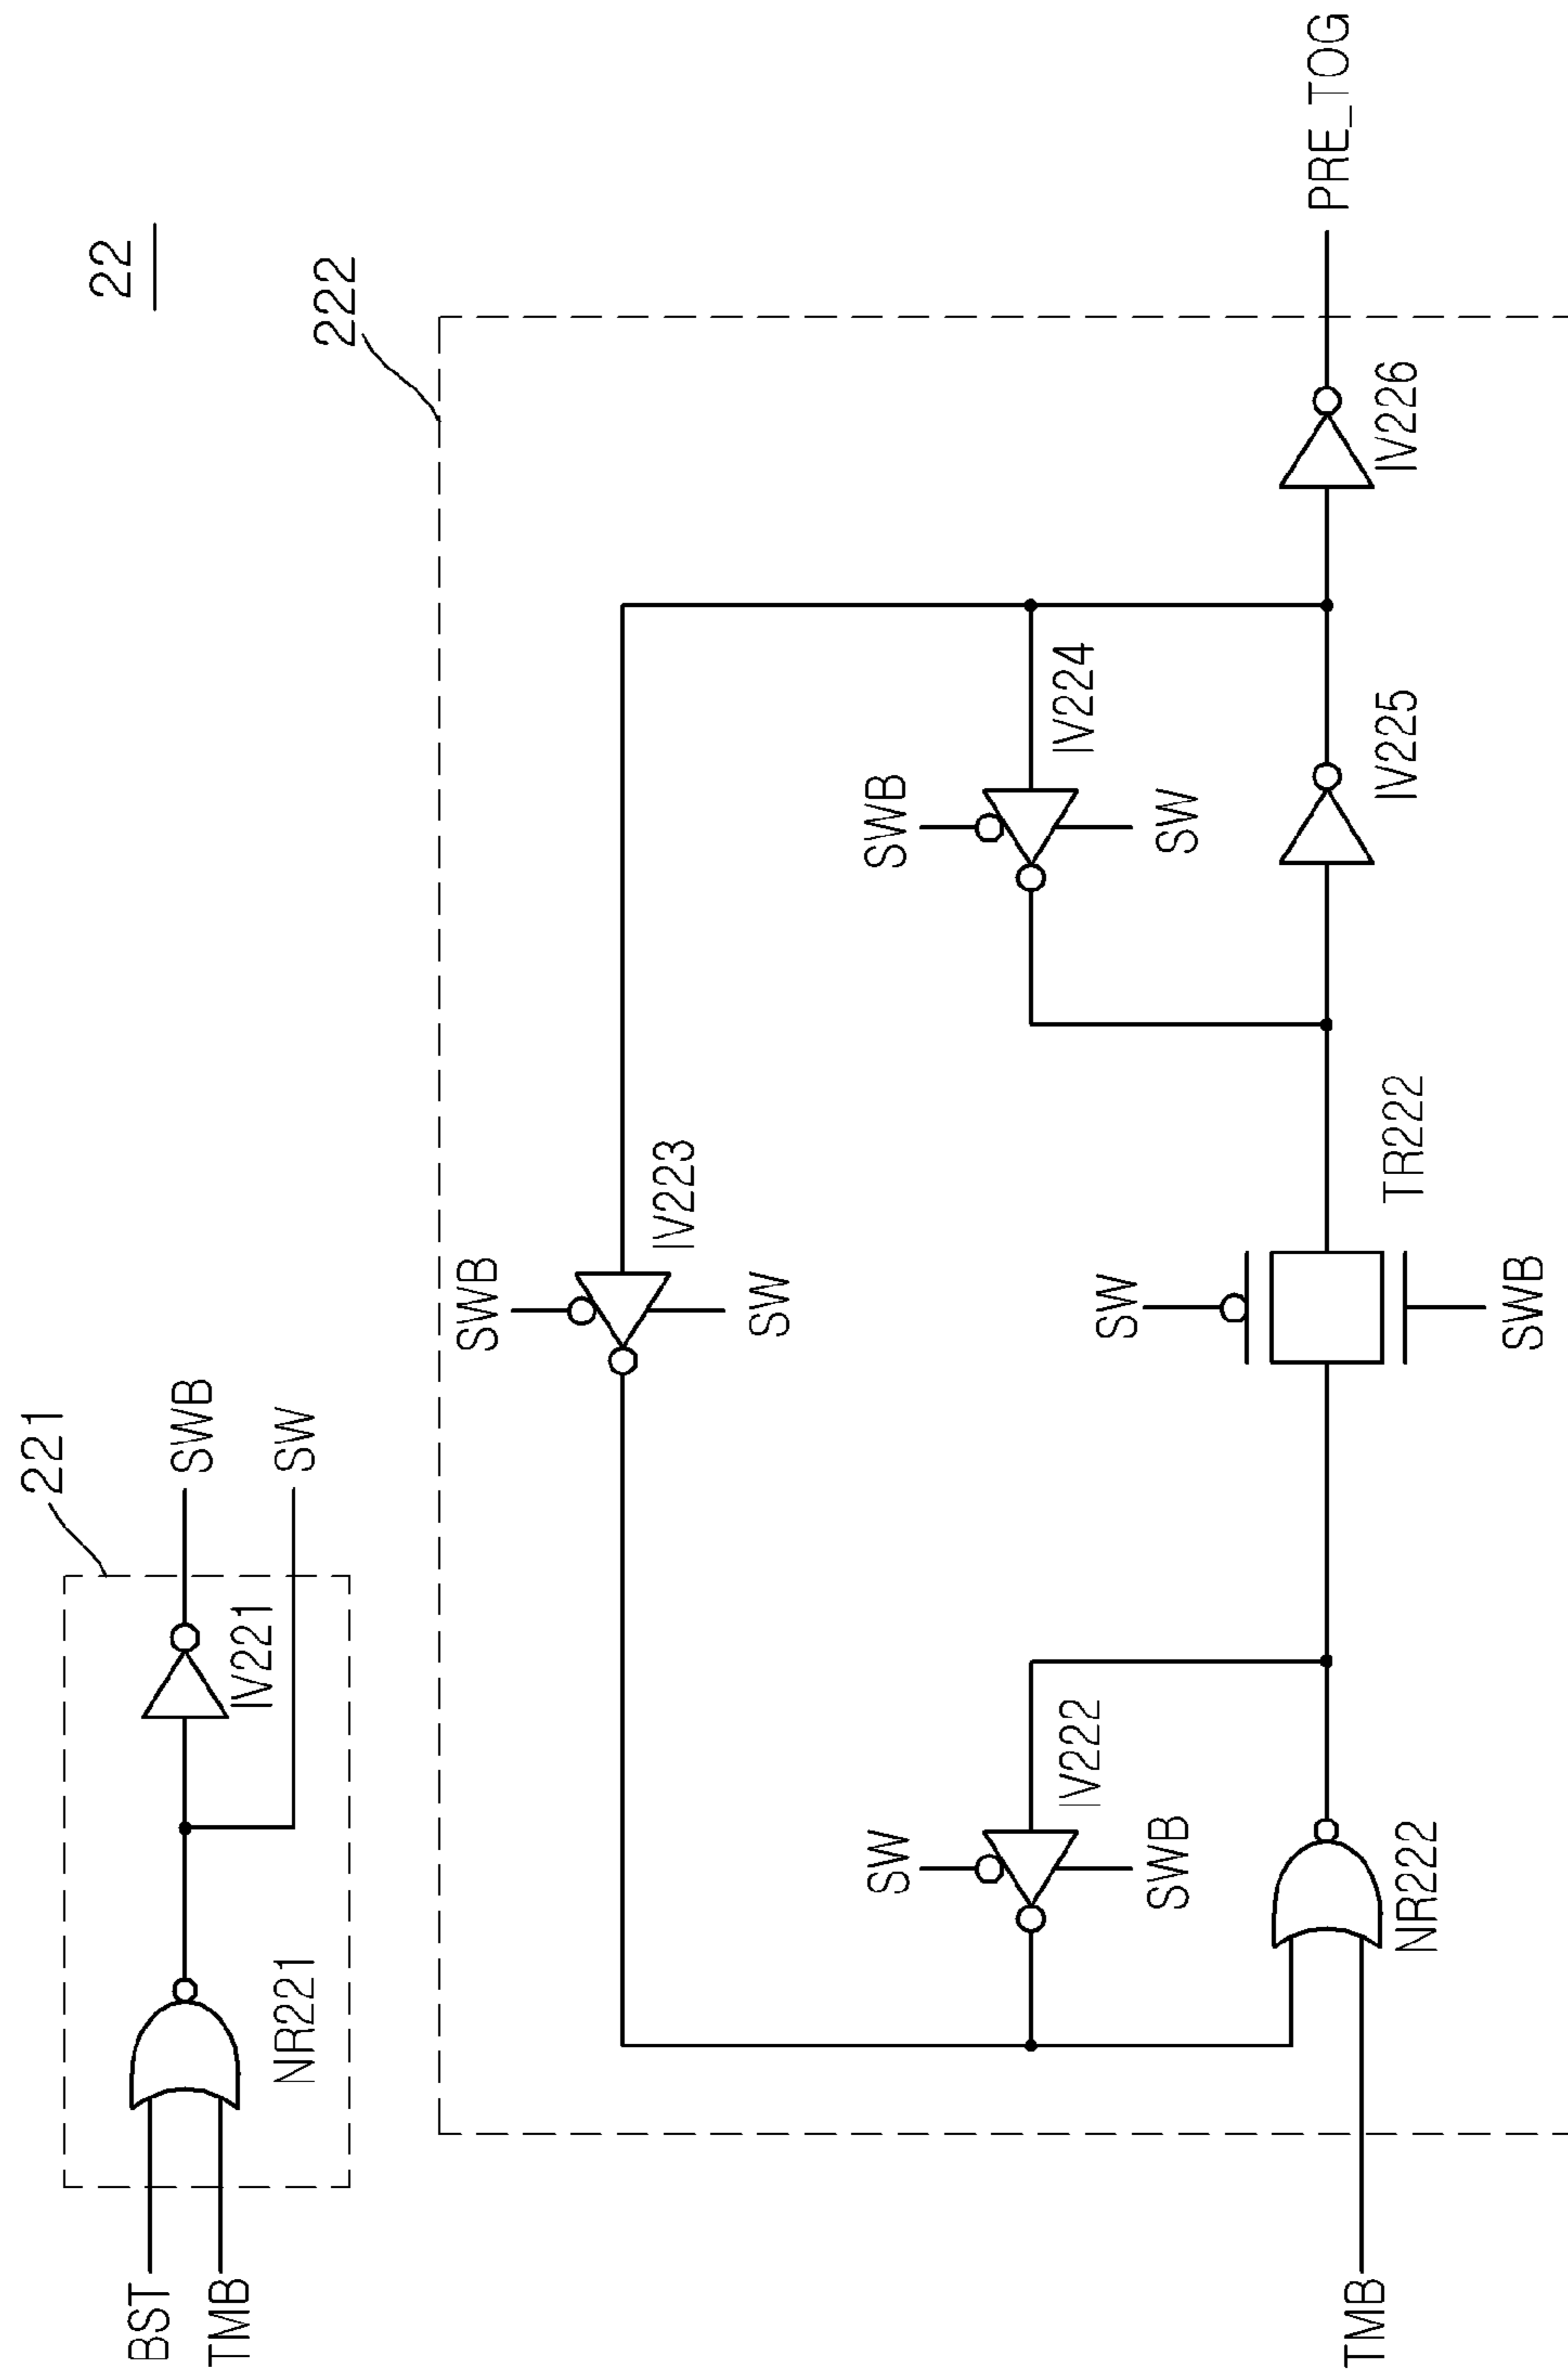 22
221
BST
TMB
NR221
IV221
SWB
SW
222
SWB
IV223
SW
SW
IV222
SWB
SWB
IV224
SW
SW
TR222
SWB
TMB
NR222
IV225
IV226
PRE_TOG